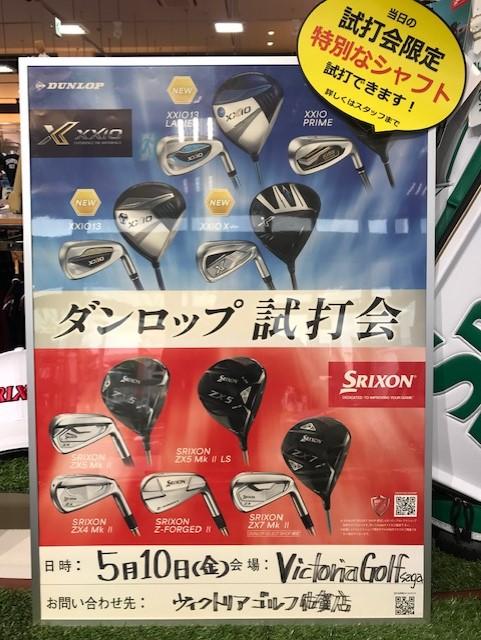 当日の
試打会限定
特別なシャフト
試打できます！
詳しくはスタッフまで
DUNLOP
XXIO
NEW
XXIO13
LADIES
XXIO
PRIME
NEW
XXIO13
NEW
XXIO X
ダンロップ 試打会
SRIXON
DEDICATED TO IMPROVING YOUR GAME
SRIXON
ZX5 Mk II
SRIXON
ZX5 Mk II LS
SRIXON
ZX4 Mk II
SRIXON
Z-FORGED II
SRIXON
ZX7 Mk II
日時： 5月10日(金) 会場： Victoria Golf saga
お問い合わせ先： ヴィクトリアゴルフ佐賀店